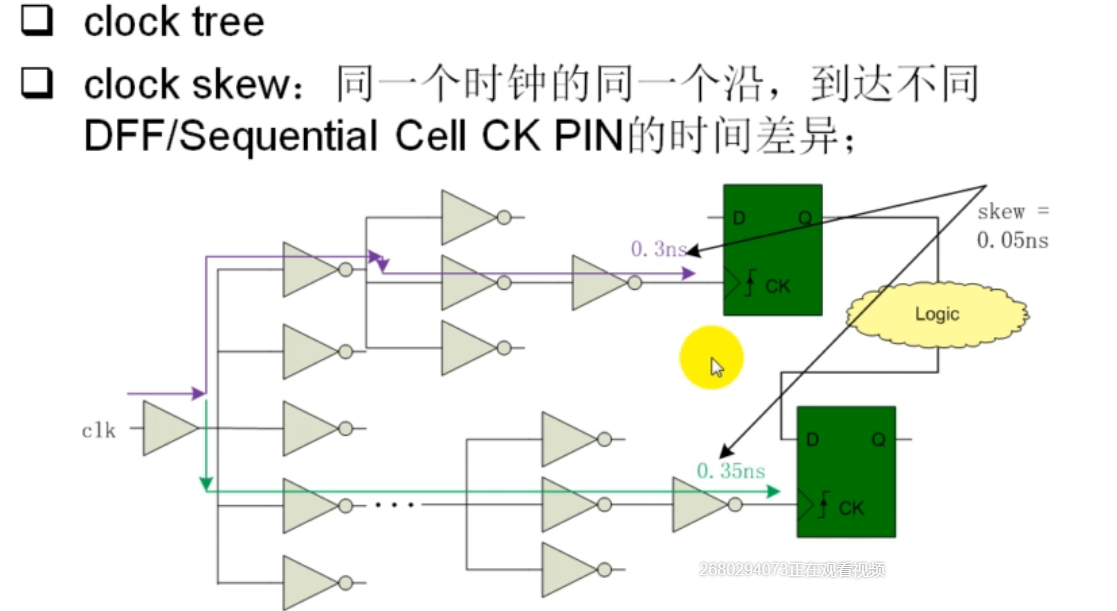 clock tree
clock skew：同一个时钟的同一个沿，到达不同
DFF/Sequential Cell CK PIN的时间差异；
D
Q
skew =
0.05ns
0.3ns
CK
Logic
clk
D
Q
0.35ns
CK
2680294073正在观看视频